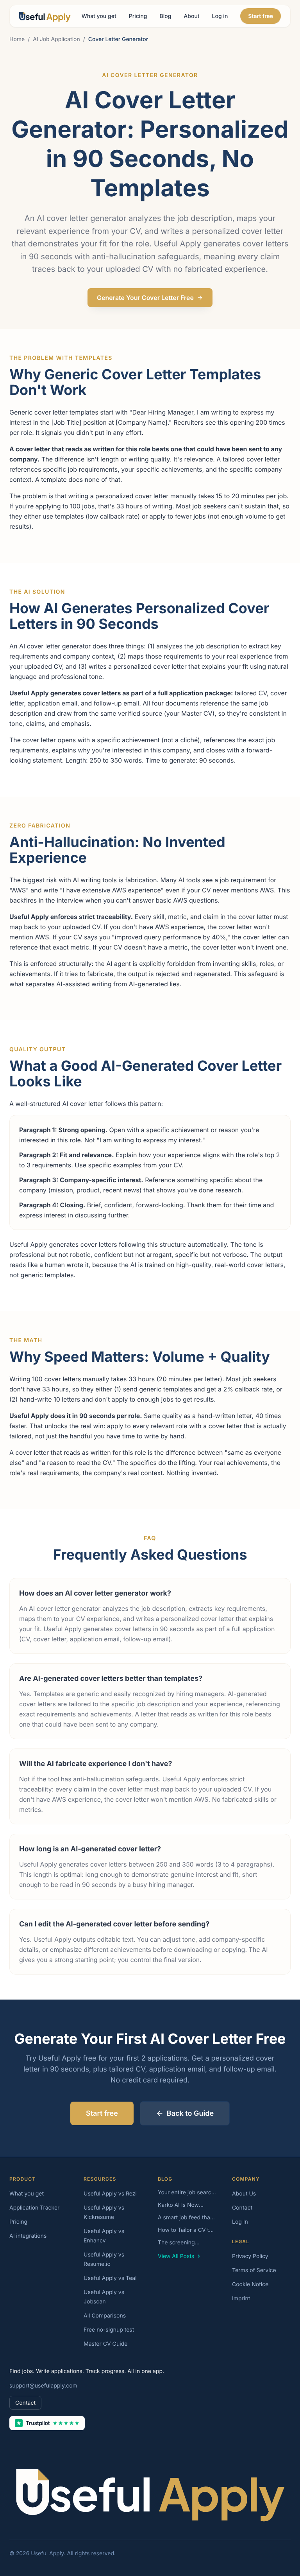 Useful Apply
What you get
Pricing
Blog
About
Log in
Start free
Home / AI Job Application / Cover Letter Generator
AI COVER LETTER GENERATOR
AI Cover Letter
Generator: Personalized
in 90 Seconds, No
Templates
An AI cover letter generator analyzes the job description, maps your
relevant experience from your CV, and writes a personalized cover letter
that demonstrates your fit for the role. Useful Apply generates cover letters
in 90 seconds with anti-hallucination safeguards, meaning every claim
traces back to your uploaded CV with no fabricated experience.
Generate Your Cover Letter Free →
THE PROBLEM WITH TEMPLATES
Why Generic Cover Letter Templates
Don't Work
Generic cover letter templates start with "Dear Hiring Manager, I am writing to express my
interest in the [Job Title] position at [Company Name]." Recruiters see this opening 200 times
per role. It signals you didn't put in any effort.
A cover letter that reads as written for this role beats one that could have been sent to any
company. The difference isn't length or writing quality. It's relevance. A tailored cover letter
references specific job requirements, your specific achievements, and the specific company
context. A template does none of that.
The problem is that writing a personalized cover letter manually takes 15 to 20 minutes per job.
If you're applying to 100 jobs, that's 33 hours of writing. Most job seekers can't sustain that, so
they either use templates (low callback rate) or apply to fewer jobs (not enough volume to get
results).
THE AI SOLUTION
How AI Generates Personalized Cover
Letters in 90 Seconds
An AI cover letter generator does three things: (1) analyzes the job description to extract key
requirements and company context, (2) maps those requirements to your real experience from
your uploaded CV, and (3) writes a personalized cover letter that explains your fit using natural
language and professional tone.
Useful Apply generates cover letters as part of a full application package: tailored CV, cover
letter, application email, and follow-up email. All four documents reference the same job
description and draw from the same verified source (your Master CV), so they're consistent in
tone, claims, and emphasis.
The cover letter opens with a specific achievement (not a cliché), references the exact job
requirements, explains why you're interested in this company, and closes with a forward-
looking statement. Length: 250 to 350 words. Time to generate: 90 seconds.
ZERO FABRICATION
Anti-Hallucination: No Invented
Experience
The biggest risk with AI writing tools is fabrication. Many AI tools see a job requirement for
"AWS" and write "I have extensive AWS experience" even if your CV never mentions AWS. This
backfires in the interview when you can't answer basic AWS questions.
Useful Apply enforces strict traceability. Every skill, metric, and claim in the cover letter must
map back to your uploaded CV. If you don't have AWS experience, the cover letter won't
mention AWS. If your CV says you "improved query performance by 40%," the cover letter can
reference that exact metric. If your CV doesn't have a metric, the cover letter won't invent one.
This is enforced structurally: the AI agent is explicitly forbidden from inventing skills, roles, or
achievements. If it tries to fabricate, the output is rejected and regenerated. This safeguard is
what separates AI-assisted writing from AI-generated lies.
QUALITY OUTPUT
What a Good AI-Generated Cover Letter
Looks Like
A well-structured AI cover letter follows this pattern:
Paragraph 1: Strong opening. Open with a specific achievement or reason you're
interested in this role. Not "I am writing to express my interest."
Paragraph 2: Fit and relevance. Explain how your experience aligns with the role's top 2
to 3 requirements. Use specific examples from your CV.
Paragraph 3: Company-specific interest. Reference something specific about the
company (mission, product, recent news) that shows you've done research.
Paragraph 4: Closing. Brief, confident, forward-looking. Thank them for their time and
express interest in discussing further.
Useful Apply generates cover letters following this structure automatically. The tone is
professional but not robotic, confident but not arrogant, specific but not verbose. The output
reads like a human wrote it, because the AI is trained on high-quality, real-world cover letters,
not generic templates.
THE MATH
Why Speed Matters: Volume + Quality
Writing 100 cover letters manually takes 33 hours (20 minutes per letter). Most job seekers
don't have 33 hours, so they either (1) send generic templates and get a 2% callback rate, or
(2) hand-write 10 letters and don't apply to enough jobs to get results.
Useful Apply does it in 90 seconds per role. Same quality as a hand-written letter, 40 times
faster. That unlocks the real win: apply to every relevant role with a cover letter that is actually
tailored, not just the handful you have time to write by hand.
A cover letter that reads as written for this role is the difference between "same as everyone
else" and "a reason to read the CV." The specifics do the lifting. Your real achievements, the
role's real requirements, the company's real context. Nothing invented.
FAQ
Frequently Asked Questions
How does an AI cover letter generator work?
An AI cover letter generator analyzes the job description, extracts key requirements,
maps them to your CV experience, and writes a personalized cover letter that explains
your fit. Useful Apply generates cover letters in 90 seconds as part of a full application
(CV, cover letter, application email, follow-up email).
Are AI-generated cover letters better than templates?
Yes. Templates are generic and easily recognized by hiring managers. AI-generated
cover letters are tailored to the specific job description and your experience, referencing
exact requirements and achievements. A letter that reads as written for this role beats
one that could have been sent to any company.
Will the AI fabricate experience I don't have?
Not if the tool has anti-hallucination safeguards. Useful Apply enforces strict
traceability: every claim in the cover letter must map back to your uploaded CV. If you
don't have AWS experience, the cover letter won't mention AWS. No fabricated skills or
metrics.
How long is an AI-generated cover letter?
Useful Apply generates cover letters between 250 and 350 words (3 to 4 paragraphs).
This length is optimal: long enough to demonstrate genuine interest and fit, short
enough to be read in 90 seconds by a busy hiring manager.
Can I edit the AI-generated cover letter before sending?
Yes. Useful Apply outputs editable text. You can adjust tone, add company-specific
details, or emphasize different achievements before downloading or copying. The AI
gives you a strong starting point; you control the final version.
Generate Your First AI Cover Letter Free
Try Useful Apply free for your first 2 applications. Get a personalized cover
letter in 90 seconds, plus tailored CV, application email, and follow-up email.
No credit card required.
Start free
← Back to Guide
PRODUCT
What you get
Application Tracker
Pricing
AI Integrations
RESOURCES
Useful Apply vs Rezi
Useful Apply vs
Kickresume
Useful Apply vs
Enhancv
Useful Apply vs
Resume.io
Useful Apply vs Teal
Useful Apply vs
Jobscan
All Comparisons
Free no-signup test
Master CV Guide
BLOG
Your entire job searc...
Karko AI Is Now...
A smart job feed tha...
How to Tailor a CV t...
The screening...
View All Posts
COMPANY
About Us
Contact
Log In
LEGAL
Privacy Policy
Terms of Service
Cookie Notice
Imprint
Find jobs. Write applications. Track progress. All in one app.
support@usefulapply.com
Contact
Trustpilot
Useful Apply
© 2026 Useful Apply. All rights reserved.